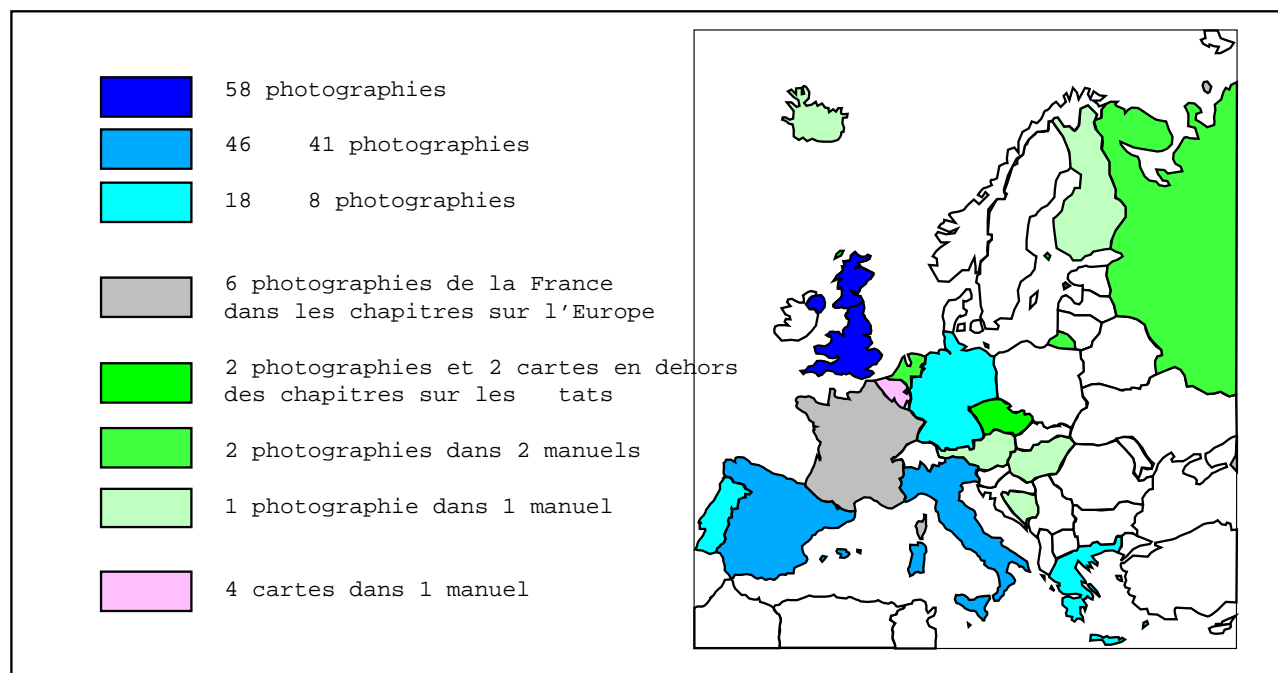 58 photographies
46    41 photographies
18    8 photographies
6 photographies de la France
dans les chapitres sur l'Europe
2 photographies et 2 cartes en dehors
des chapitres sur les   tats
2 photographies dans 2 manuels
1 photographie dans 1 manuel
4 cartes dans 1 manuel